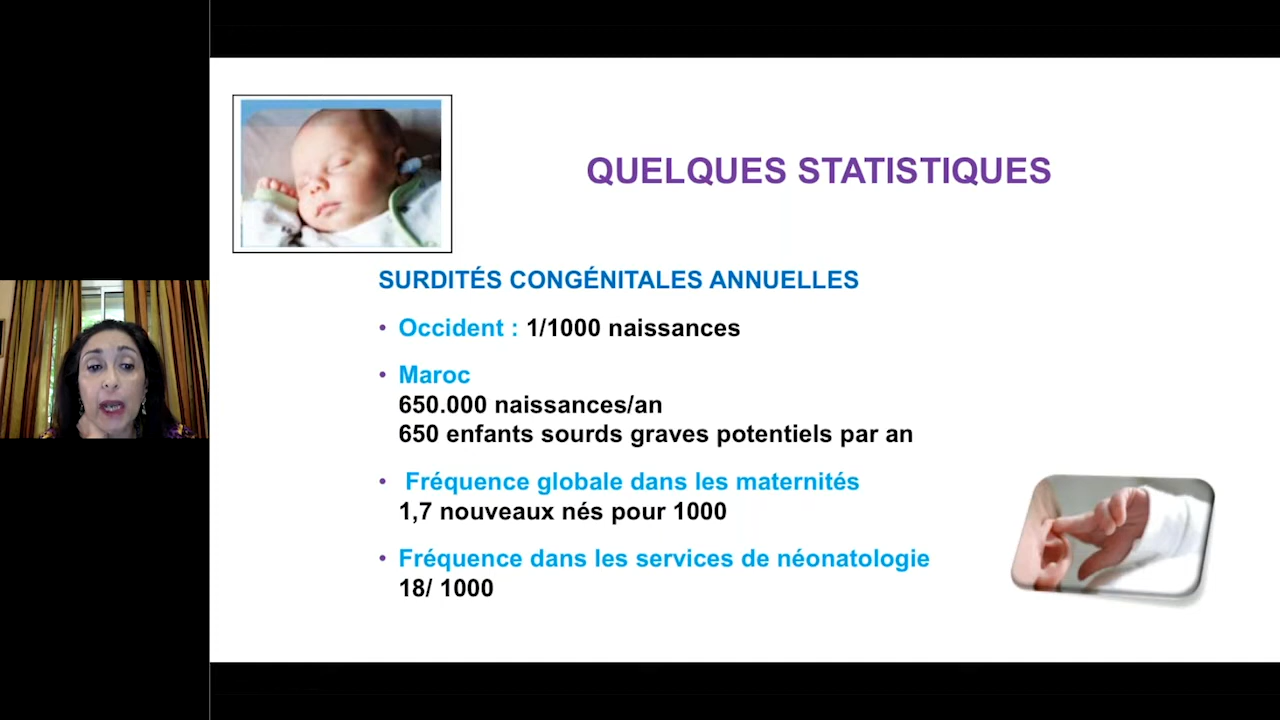 QUELQUES STATISTIQUES
SURDITÉS CONGÉNITALES ANNUELLES
• Occident : 1/1000 naissances
• Maroc
650.000 naissances/an
650 enfants sourds graves potentiels par an
• Fréquence globale dans les maternités
1,7 nouveaux nés pour 1000
• Fréquence dans les services de néonatologie
18/ 1000